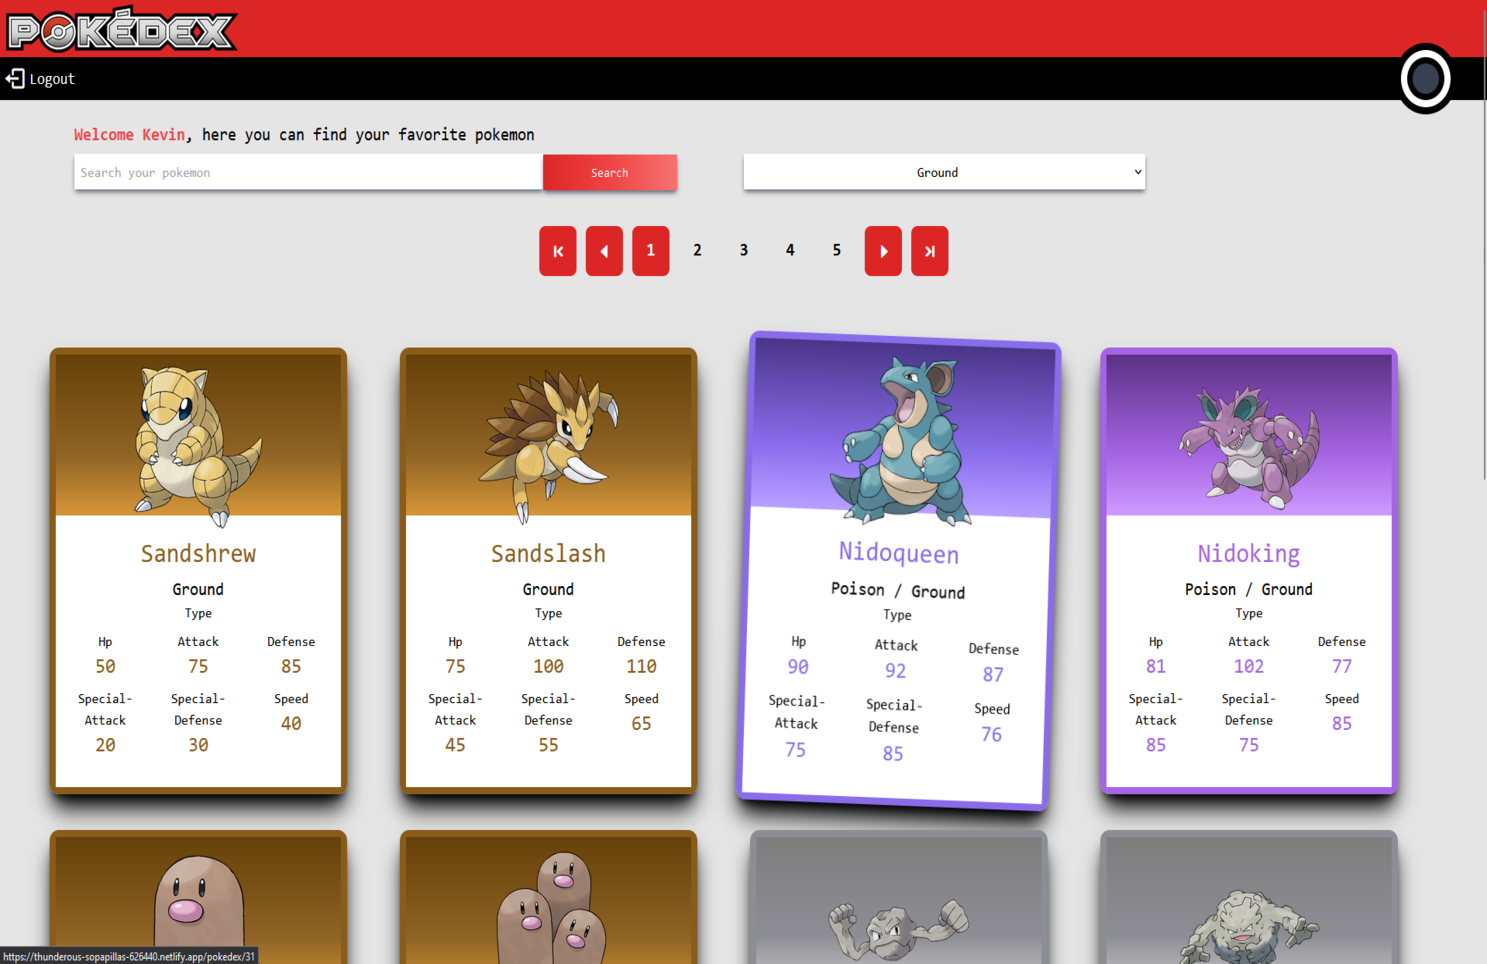 POKÉDEX
Logout
Welcome Kevin, here you can find your favorite pokemon
Search your pokemon
Search
Ground
1 2 3 4 5
Sandshrew
Ground
Type
Hp Attack Defense
50 75 85
Special- Special- Speed
Attack Defense 40
20 30
Sandslash
Ground
Type
Hp Attack Defense
75 100 110
Special- Special- Speed
Attack Defense 65
45 55
Nidoqueen
Poison / Ground
Type
Hp Attack Defense
90 92 87
Special- Special- Speed
Attack Defense 76
75 85
Nidoking
Poison / Ground
Type
Hp Attack Defense
81 102 77
Special- Special- Speed
Attack Defense 85
85 75
https://thunderous-sopapillas-626440.netlify.app/pokedex/31